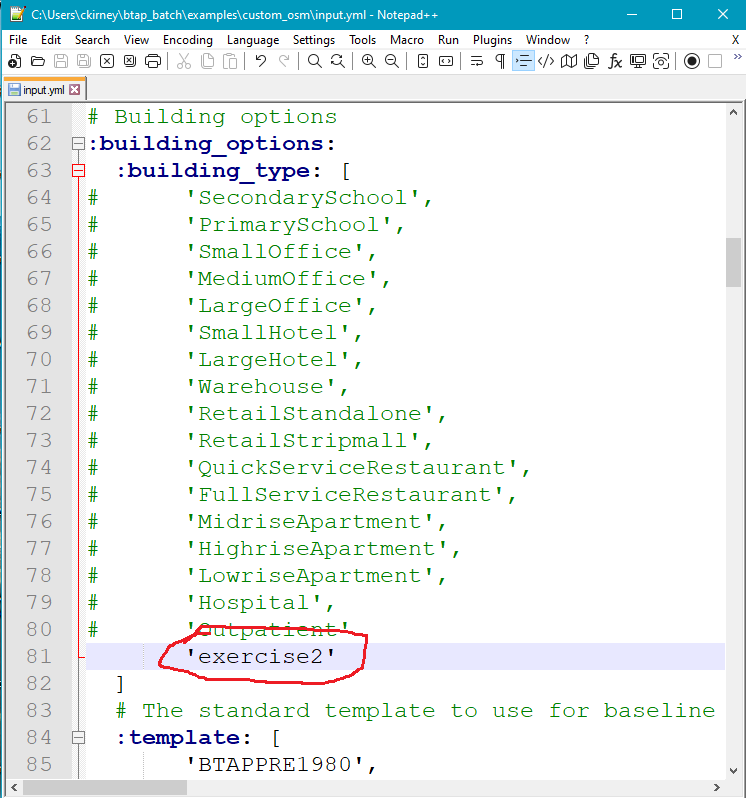 C:\Users\ckirney\btap_batch\examples\custom_osm\input.yml - Notepad++
File Edit Search View Encoding Language Settings Tools Macro Run Plugins Window ? X
input.yml
61 # Building options
62 :building_options:
63 :building_type: [
64 # 'SecondarySchool',
65 # 'PrimarySchool',
66 # 'SmallOffice',
67 # 'MediumOffice',
68 # 'LargeOffice',
69 # 'SmallHotel',
70 # 'LargeHotel',
71 # 'Warehouse',
72 # 'RetailStandalone',
73 # 'RetailStripmall',
74 # 'QuickServiceRestaurant',
75 # 'FullServiceRestaurant',
76 # 'MidriseApartment',
77 # 'HighriseApartment',
78 # 'LowriseApartment',
79 # 'Hospital',
80 # 'Outpatient'
81 'exercise2'
82 ]
83 # The standard template to use for baseline
84 :template: [
85 'BTAPPRE1980',